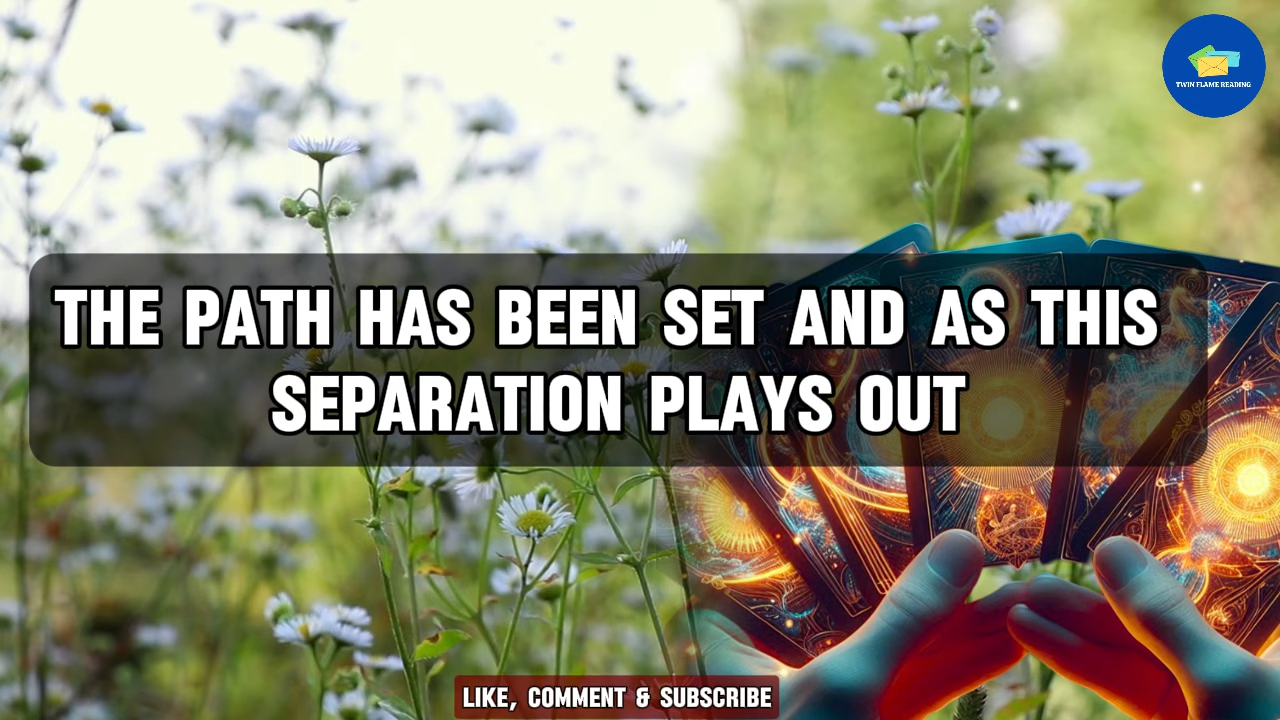 TWIN FLAME READING
THE PATH HAS BEEN SET AND AS THIS
SEPARATION PLAYS OUT
LIKE, COMMENT & SUBSCRIBE